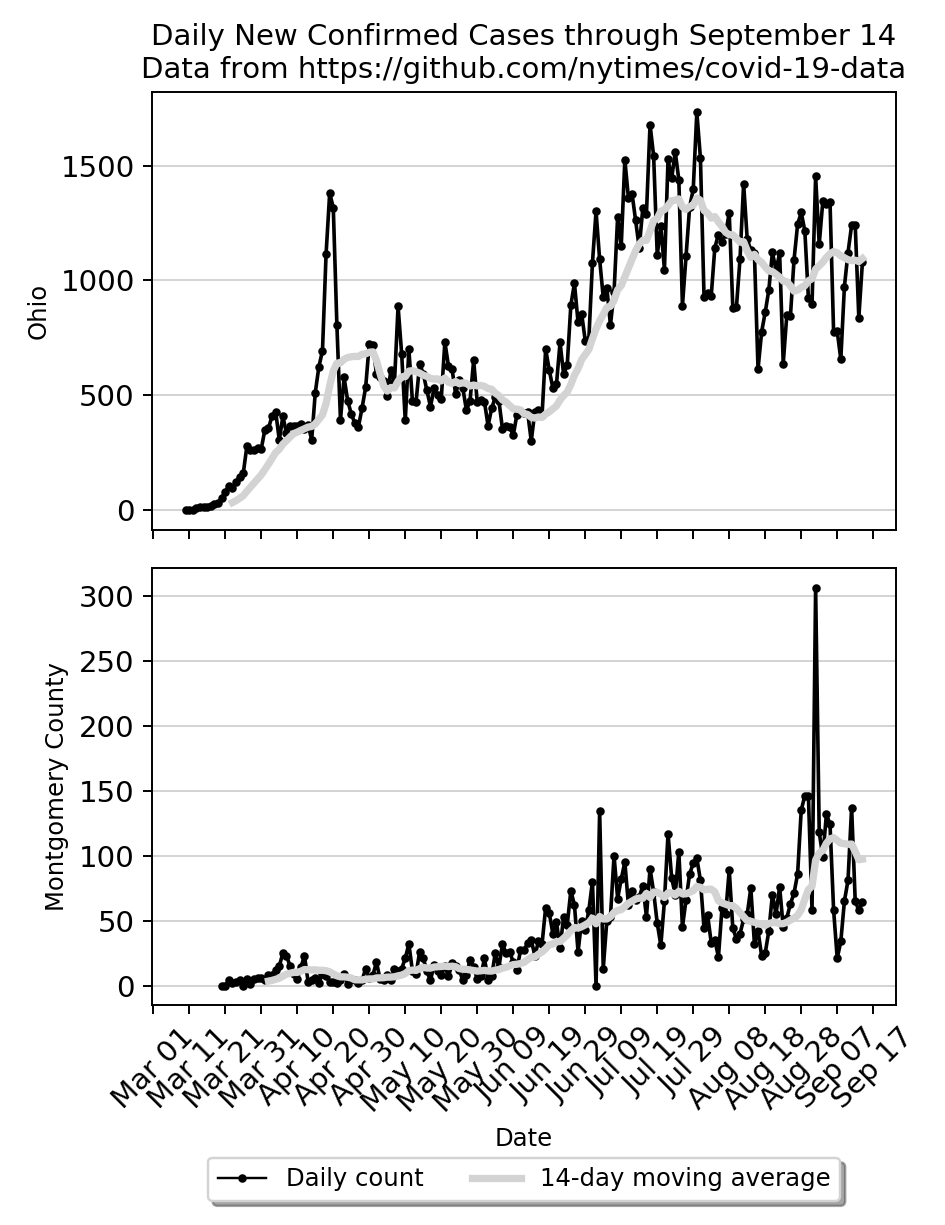 Daily New Confirmed Cases through September 14
Data from https://github.com/nytimes/covid-19-data
1500
1000
500
0
Ohio
300
250
200
150
100
50
0
Montgomery County
Mar 01
Mar 11
Mar 21
Mar 31
Apr 10
Apr 20
Apr 30
May 10
May 20
May 30
Jun 09
Jun 19
Jun 29
Jul 09
Jul 19
Jul 29
Aug 08
Aug 18
Aug 28
Sep 07
Sep 17
Date
Daily count 14-day moving average